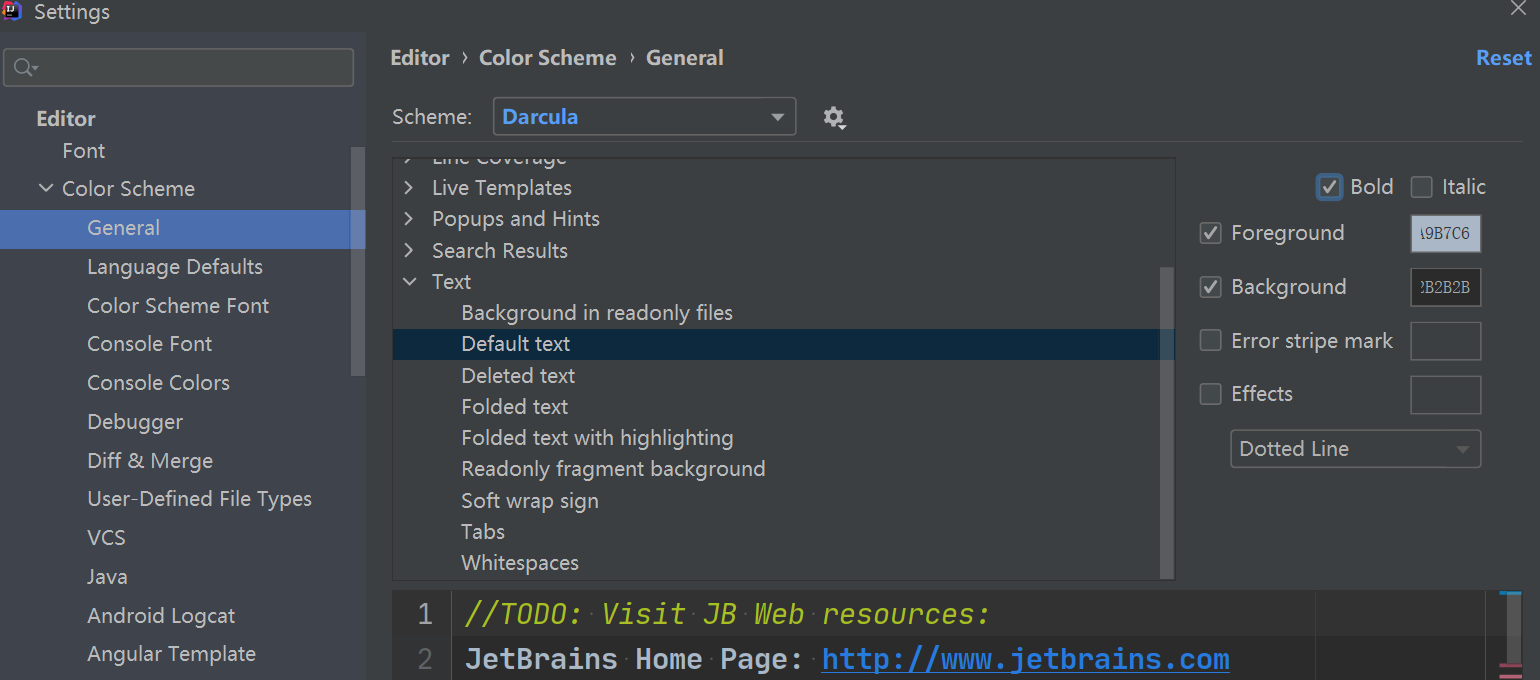 Settings
Editor
Font
Color Scheme
General
Language Defaults
Color Scheme Font
Console Font
Console Colors
Debugger
Diff & Merge
User-Defined File Types
VCS
Java
Android Logcat
Angular Template
Editor › Color Scheme › General
Reset
Scheme: Darcula
Line Coverage
Live Templates
Popups and Hints
Search Results
Text
Background in readonly files
Default text
Deleted text
Folded text
Folded text with highlighting
Readonly fragment background
Soft wrap sign
Tabs
Whitespaces
Bold Italic
Foreground A9B7C6
Background 2B2B2B
Error stripe mark
Effects
Dotted Line
1 //TODO: Visit JB Web resources:
2 JetBrains Home Page: http://www.jetbrains.com